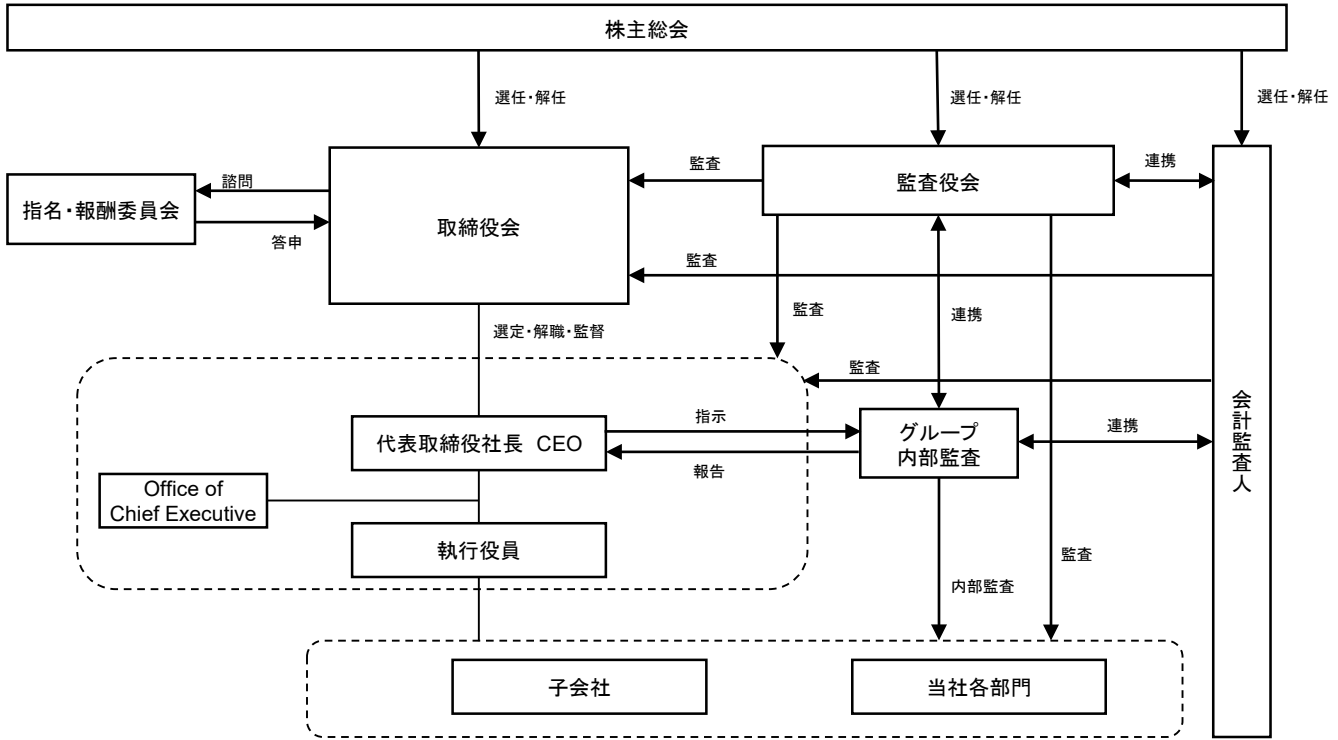 株主総会
選任・解任
選任・解任
選任・解任
指名・報酬委員会
諮問
答申
取締役会
監査
監査役会
連携
監査
選定・解職・監督
監査
連携
監査
代表取締役社長 CEO
指示
報告
グループ
内部監査
連携
会計監査人
Office of
Chief Executive
執行役員
内部監査
監査
子会社
当社各部門